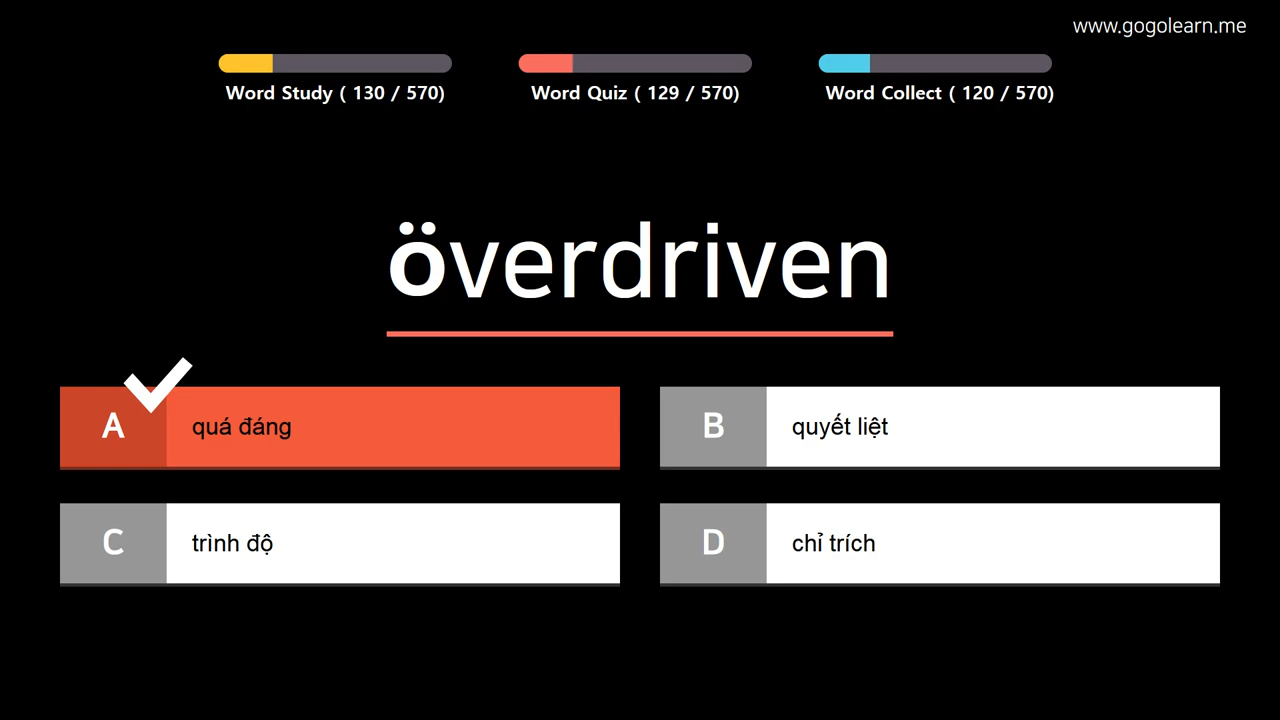 www.gogolearn.me
Word Study ( 130 / 570)
Word Quiz ( 129 / 570)
Word Collect ( 120 / 570)
överdriven
A quá đáng
B quyết liệt
C trình độ
D chỉ trích